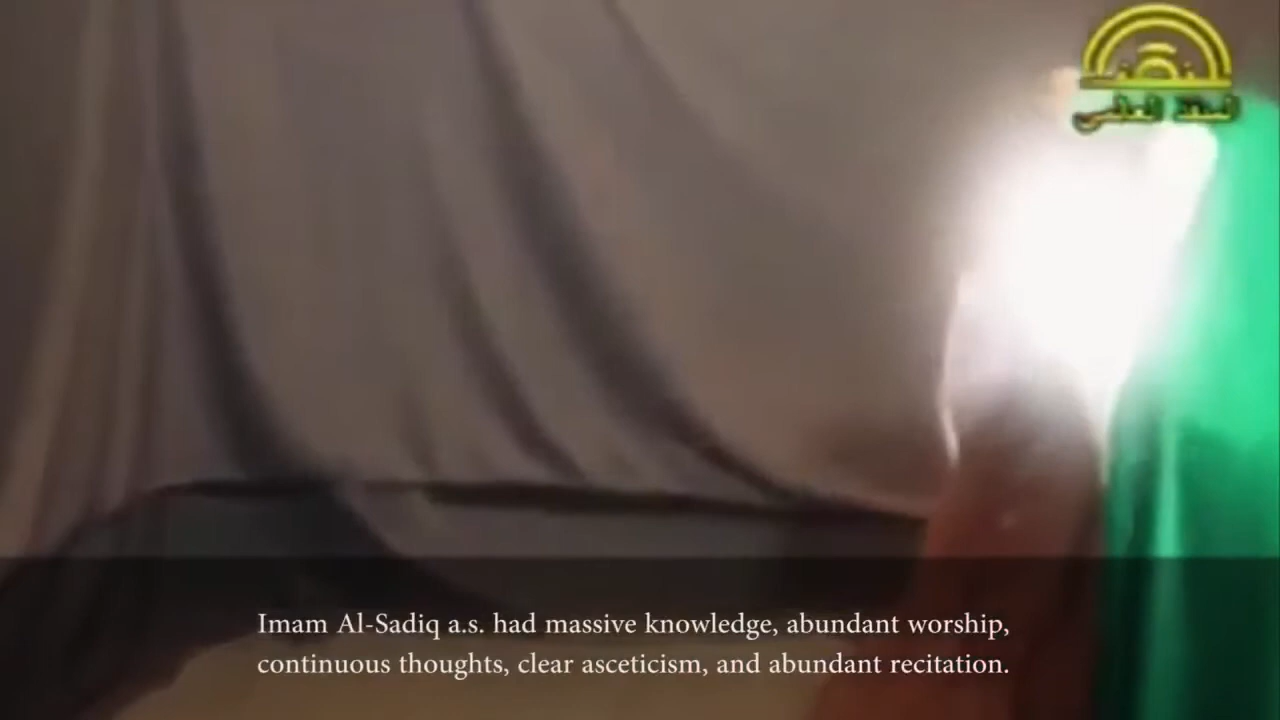 Imam Al-Sadiq a.s. had massive knowledge, abundant worship,
continuous thoughts, clear asceticism, and abundant recitation.